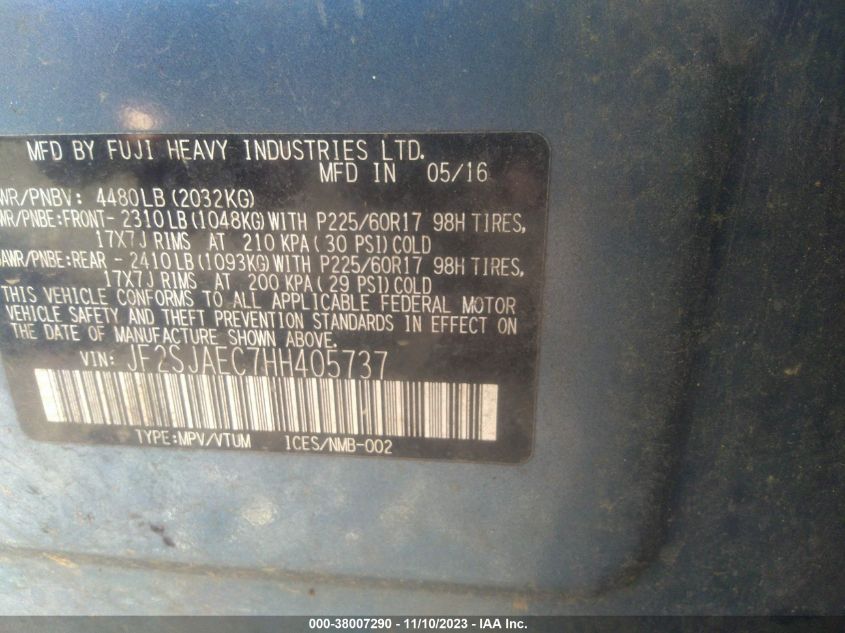 MFD BY FUJI HEAVY INDUSTRIES LTD.
MFD IN 05/16
WR/PNBV: 4480LB(2032KG)
WR/PNBE:FRONT- 2310LB(1048KG)WITH P225/60R17 98H TIRES,
17X7J RIMS AT 210 KPA(30 PSI)COLD
AWR/PNBE:REAR - 2410LB(1093KG)WITH P225/60R17 98H TIRES,
17X7J RIMS AT 200 KPA(29 PSI)COLD
THIS VEHICLE CONFORMS TO ALL APPLICABLE FEDERAL MOTOR
VEHICLE SAFETY AND THEFT PREVENTION STANDARDS IN EFFECT ON
THE DATE OF MANUFACTURE SHOWN ABOVE.
VIN: JF2SJAEC7HH405737
TYPE:MPV/VTUM ICES/NMB-002
000-38007290 - 11/10/2023 - IAA Inc.